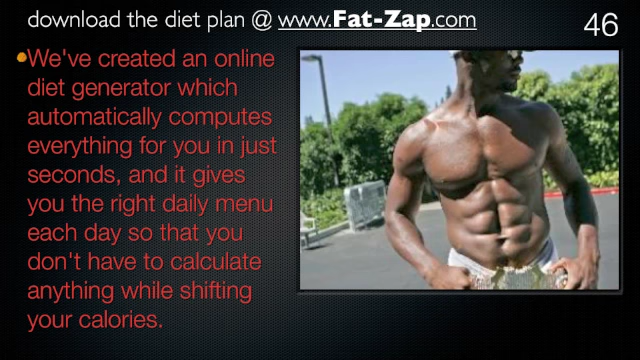 download the diet plan @ www.Fat-Zap.com
46
We've created an online
diet generator which
automatically computes
everything for you in just
seconds, and it gives
you the right daily menu
each day so that you
don't have to calculate
anything while shifting
your calories.